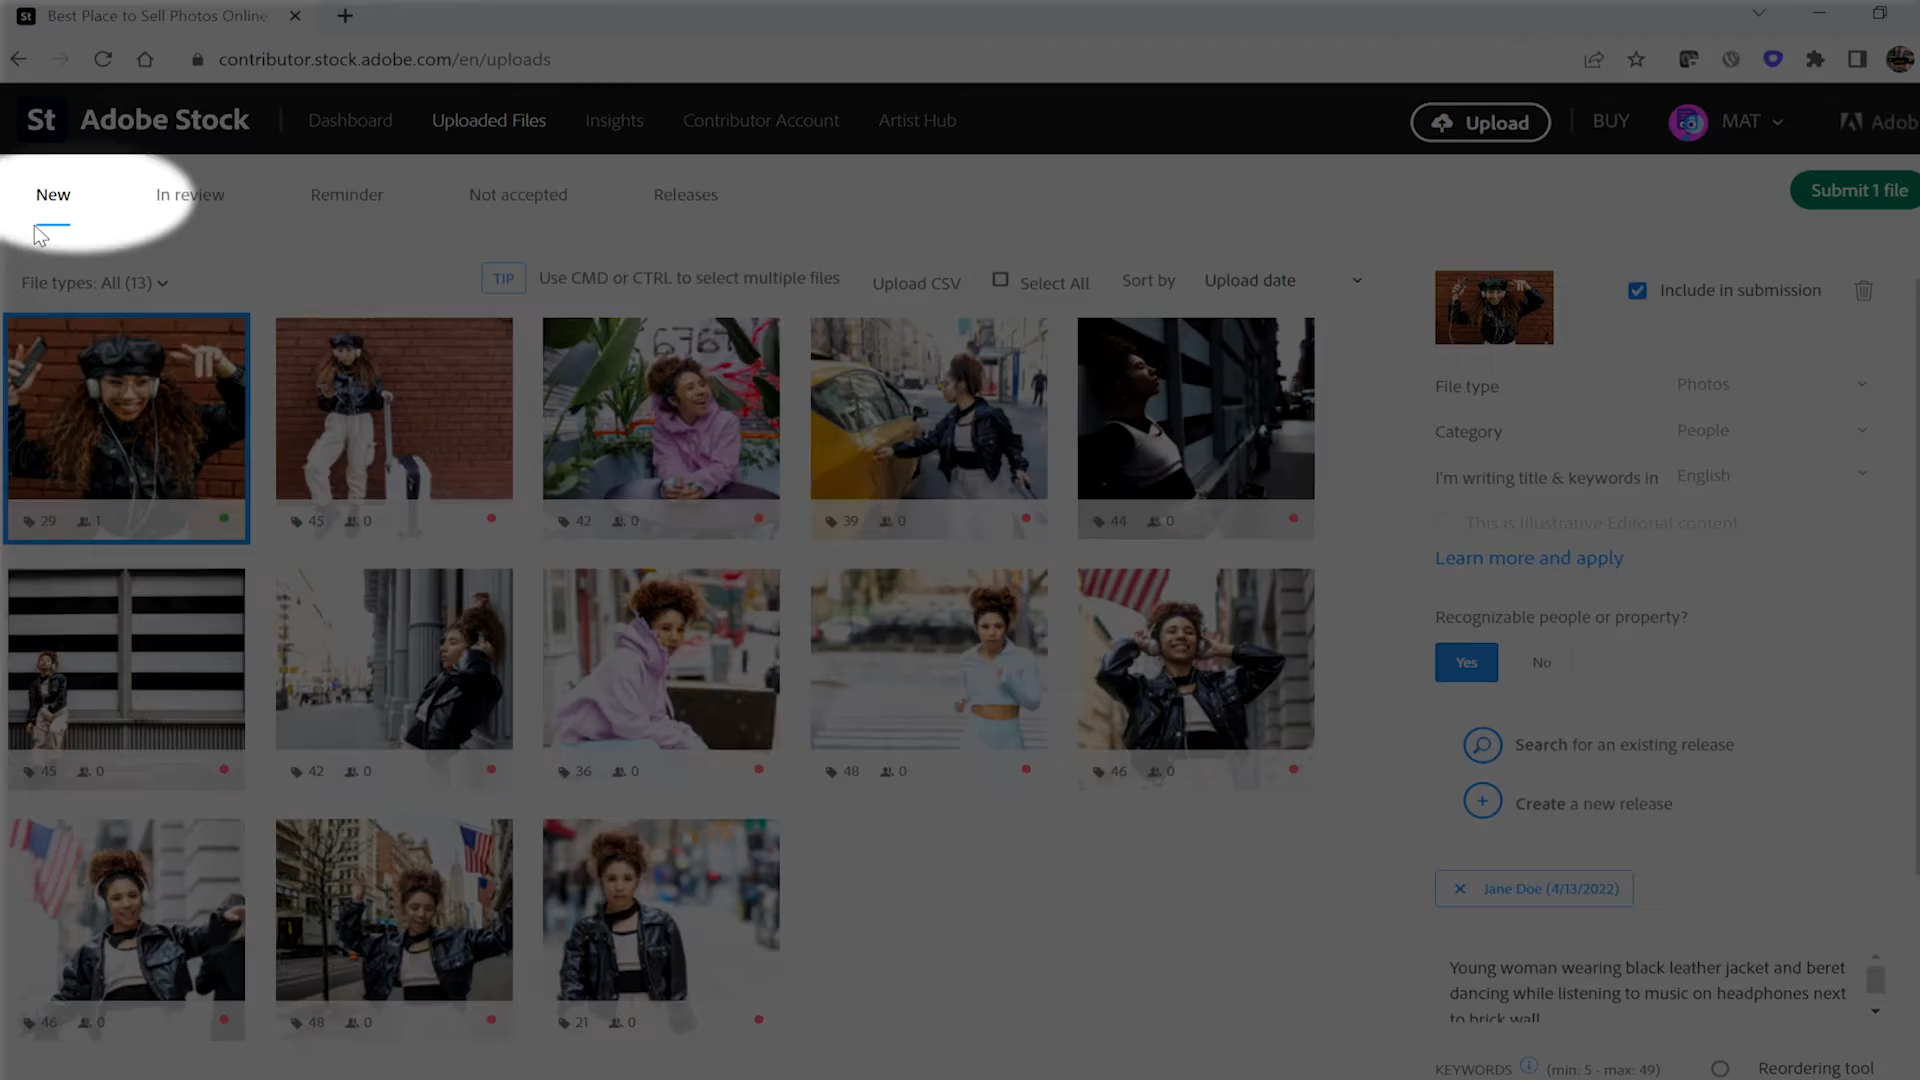 St Best Place to Sell Photos Online
contributor.stock.adobe.com/en/uploads
St Adobe Stock Dashboard Uploaded Files Insights Contributor Account Artist Hub Upload BUY MAT Adob
New In review Reminder Not accepted Releases Submit 1 file
File types: All (13) TIP Use CMD or CTRL to select multiple files Upload CSV Select All Sort by Upload date
Include in submission
29 1 45 0 42 0 39 0 44 0
File type Photos
Category People
I'm writing title & keywords in English
This is Illustrative Editorial content
Learn more and apply
Recognizable people or property?
Yes No
45 0 42 0 36 0 48 0 46 0
Search for an existing release
Create a new release
Jane Doe (4/13/2022)
Young woman wearing black leather jacket and beret
dancing while listening to music on headphones next
to brick wall
46 0 48 0 21 0
KEYWORDS (min: 5 - max: 49) Reordering tool